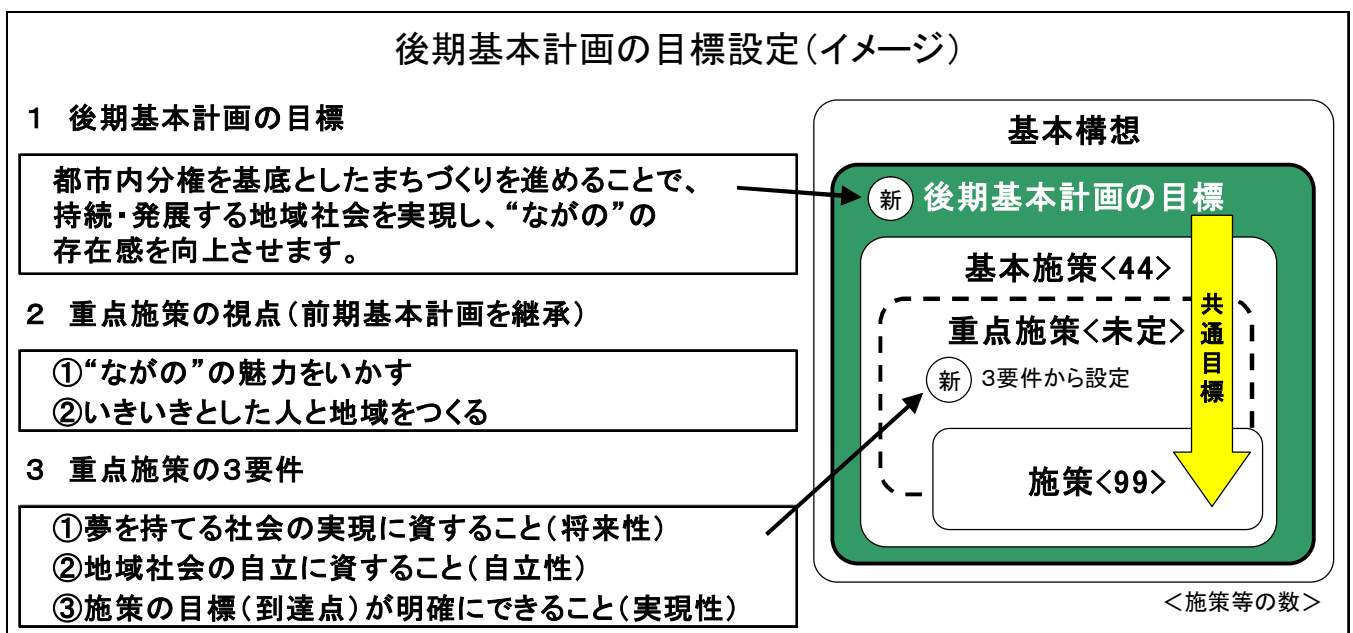 後期基本計画の目標設定（イメージ）
１　後期基本計画の目標
都市内分権を基底としたまちづくりを進めることで、
持続・発展する地域社会を実現し、“ながの”の
存在感を向上させます。
２　重点施策の視点（前期基本計画を継承）
①“ながの”の魅力をいかす
②いきいきとした人と地域をつくる
３　重点施策の３要件
①夢を持てる社会の実現に資すること（将来性）
②地域社会の自立に資すること（自立性）
③施策の目標（到達点）が明確にできること（実現性）
基本構想
新 後期基本計画の目標
基本施策<44>
重点施策<未定>
新 ３要件から設定
施策<99>
共通目標
＜施策等の数＞